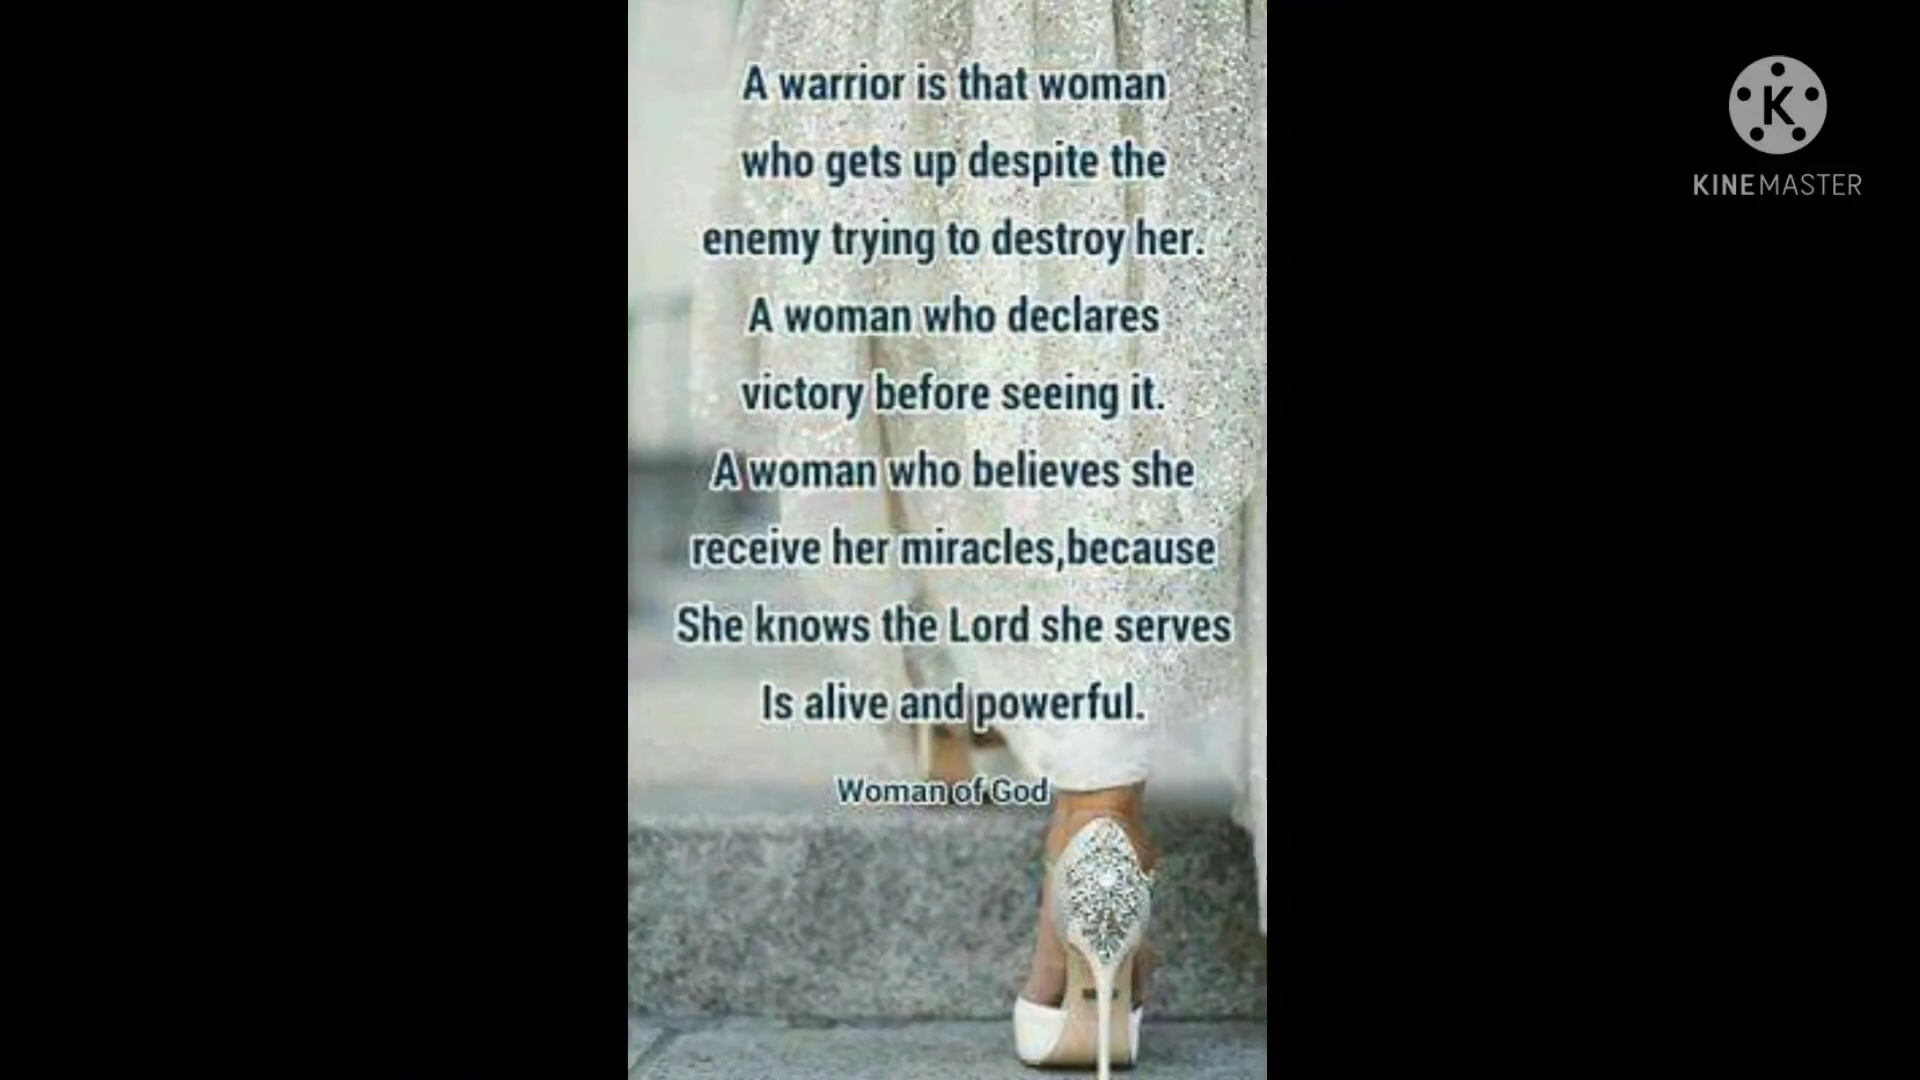 A warrior is that woman
who gets up despite the
enemy trying to destroy her.
A woman who declares
victory before seeing it.
A woman who believes she
receive her miracles,because
She knows the Lord she serves
Is alive and powerful.
Woman of God
K
KINEMASTER